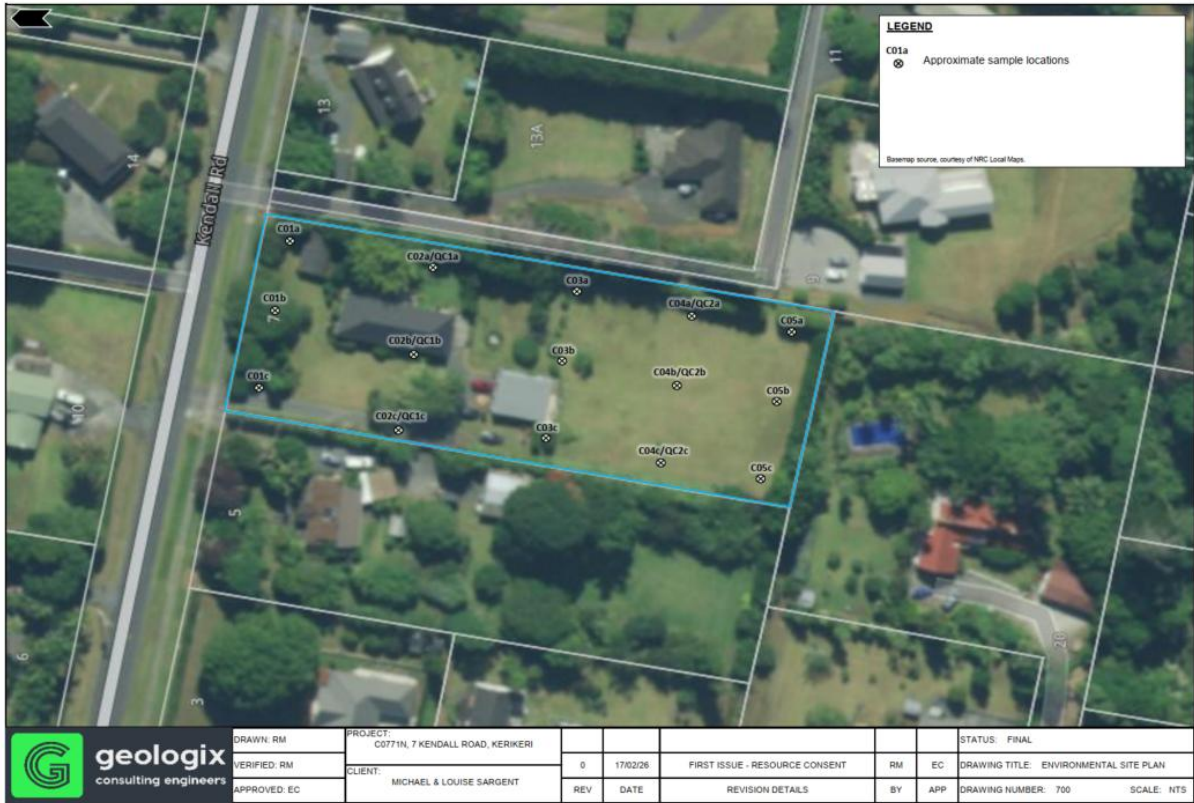 LEGEND
C01a
Approximate sample locations
Basemap source, courtesy of NRC Local Maps.
11
13
13A
14
Kendall Rd
9
C01a
C02a/QC1a
C03a
C04a/QC2a
C05a
C01b
7
C02b/QC1b
C03b
C04b/QC2b
C05b
C01c
C02c/QC1c
C03c
C04c/QC2c
C05c
10
5
6
3
2B
geologix
consulting engineers
DRAWN: RM
VERIFIED: RM
APPROVED: EC
PROJECT:
C0771N, 7 KENDALL ROAD, KERIKERI
CLIENT:
MICHAEL & LOUISE SARGENT
0 17/02/26 FIRST ISSUE - RESOURCE CONSENT RM EC
REV DATE REVISION DETAILS BY APP
STATUS: FINAL
DRAWING TITLE: ENVIRONMENTAL SITE PLAN
DRAWING NUMBER: 700 SCALE: NTS